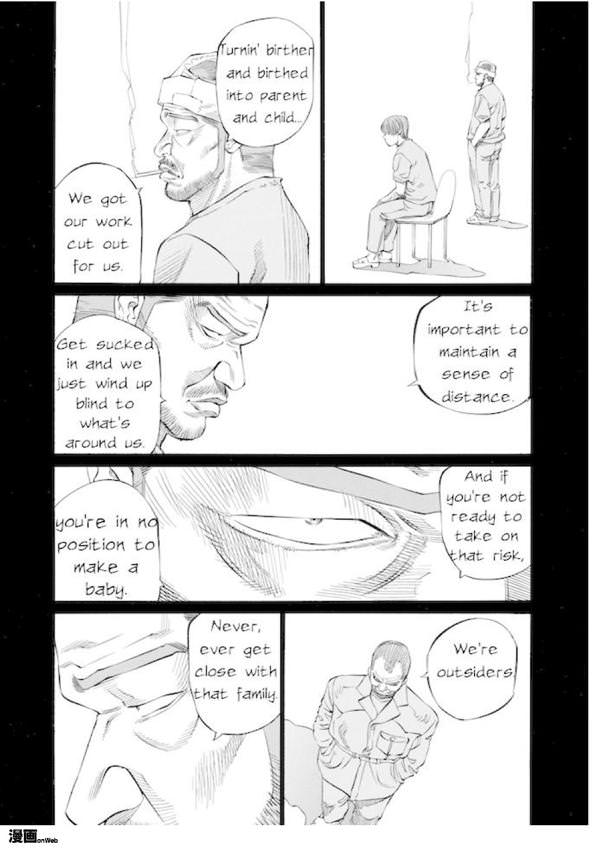 Turnin' birther
and birthed
into parent
and child...
We got
our work
cut out
for us.
It's
important to
maintain a
sense of
distance.
Get sucked
in and we
just wind up
blind to
what's
around us.
And if
you're not
ready to
take on
that risk,
you're in no
position to
make a
baby.
We're
outsiders
Never,
ever get
close with
that family.
漫画onWeb